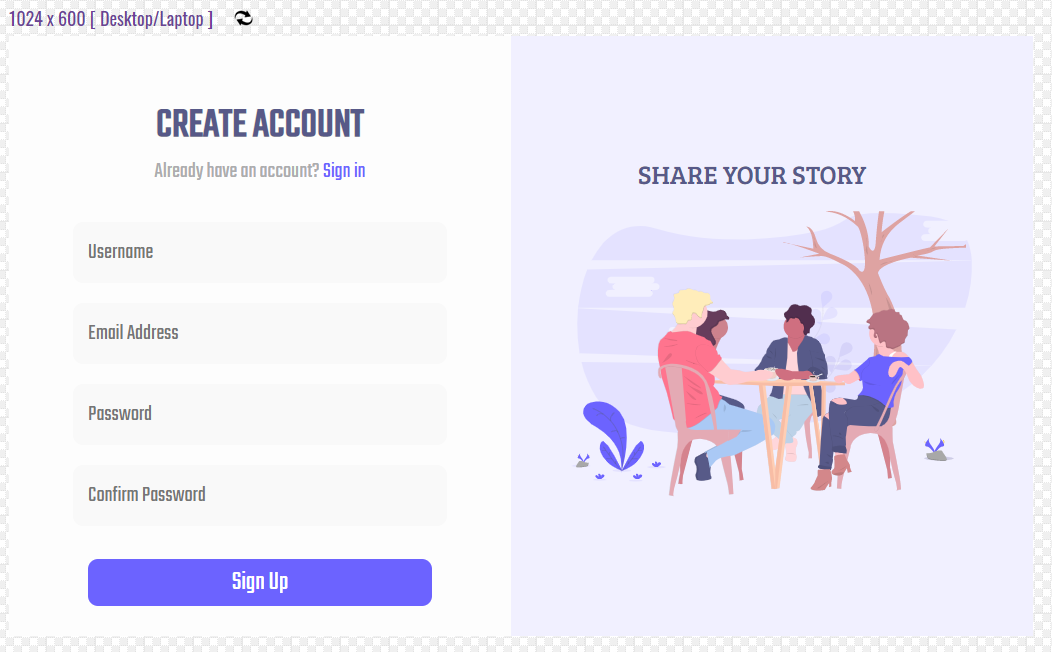 1024 x 600 [ Desktop/Laptop ]
CREATE ACCOUNT
Already have an account? Sign in
Username
Email Address
Password
Confirm Password
Sign Up
SHARE YOUR STORY